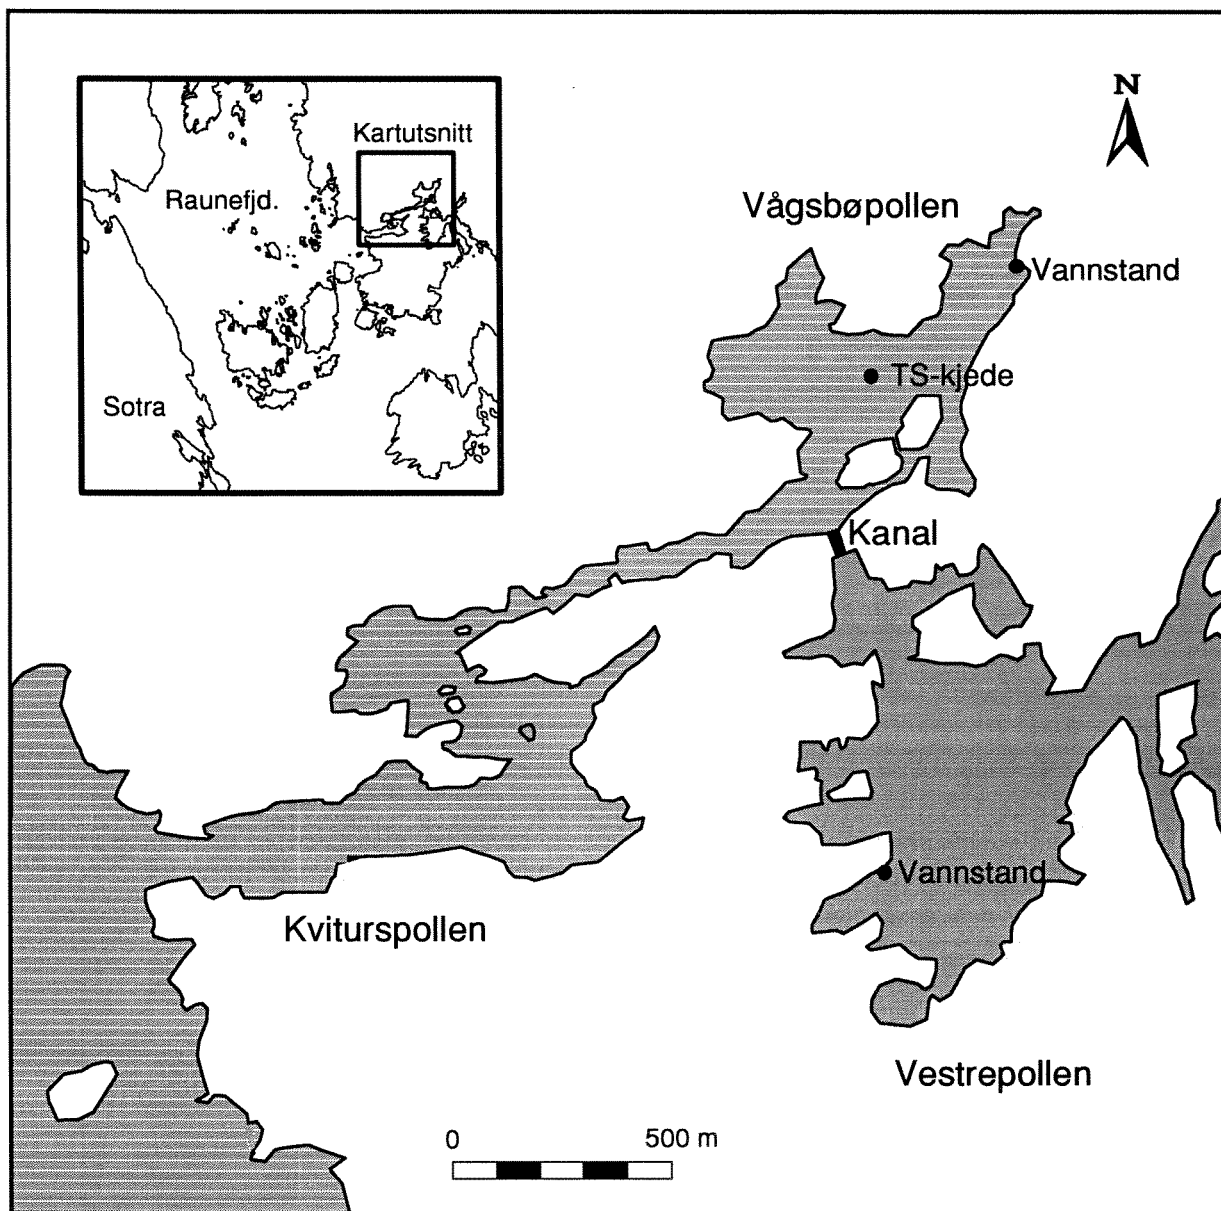 N
Kartutsnitt
Raunefjd.
Vågsbøpollen
Vannstand
TS-kjede
Sotra
Kanal
Vannstand
Kviturspollen
Vestrepollen
0 500 m